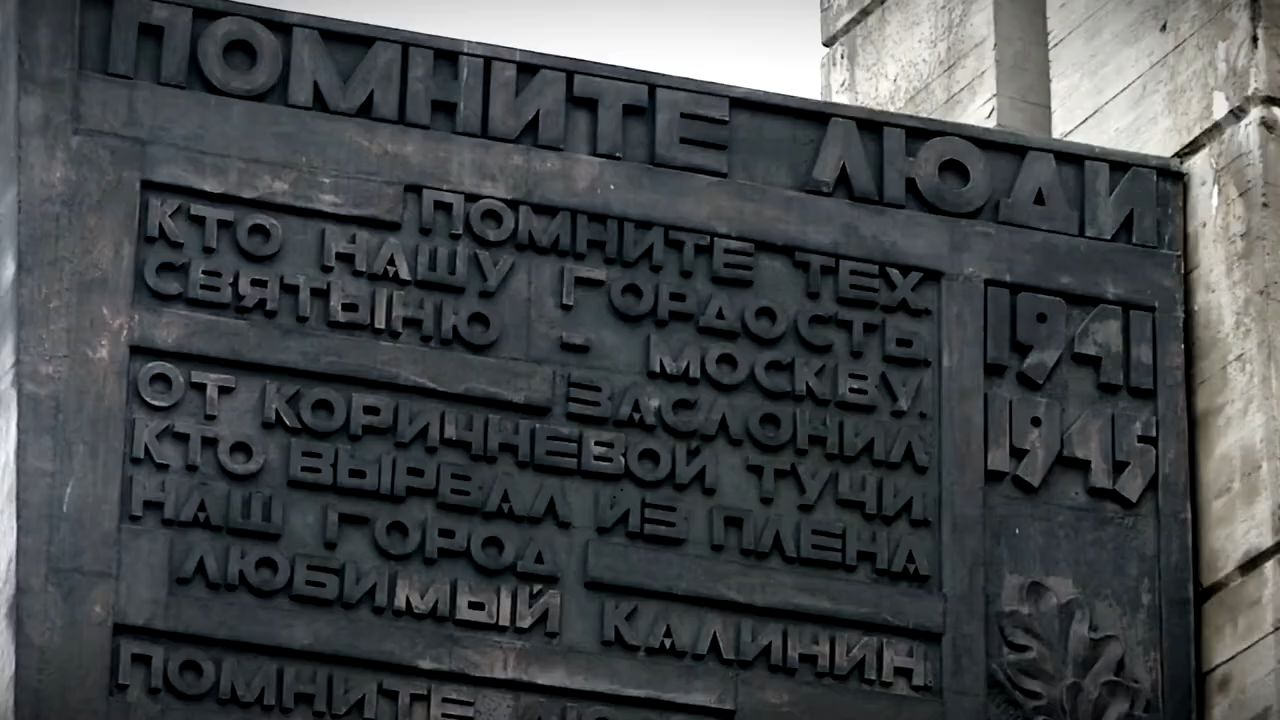 ПОМНИТЕ ЛЮДИ
ПОМНИТЕ ТЕХ,
КТО НАШУ ГОРДОСТЬ,
СВЯТЫНЮ - МОСКВУ,
ЗАСЛОНИЛ
ОТ КОРИЧНЕВОЙ ТУЧИ.
КТО ВЫРВАЛ ИЗ ПЛЕНА
НАШ ГОРОД
ЛЮБИМЫЙ КАЛИНИН
ПОМНИТЕ
1941
1945